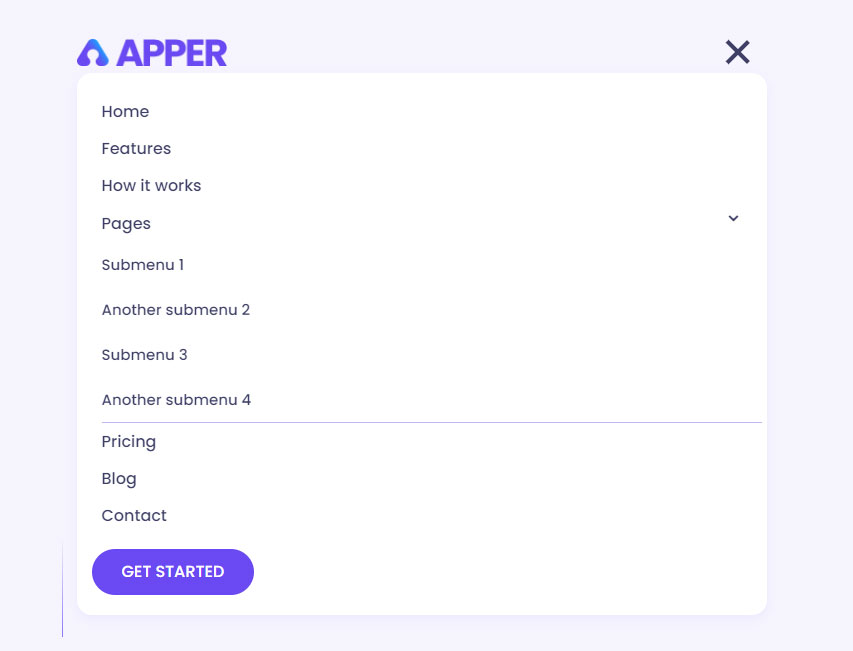 APPER
Home
Features
How it works
Pages
Submenu 1
Another submenu 2
Submenu 3
Another submenu 4
Pricing
Blog
Contact
GET STARTED